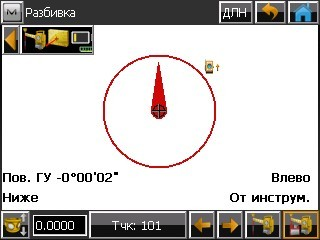 M Разбивка ДЛН
Пов. ГУ -0°00'02" Влево
Ниже От инструм.
0.0000 Тчк: 101